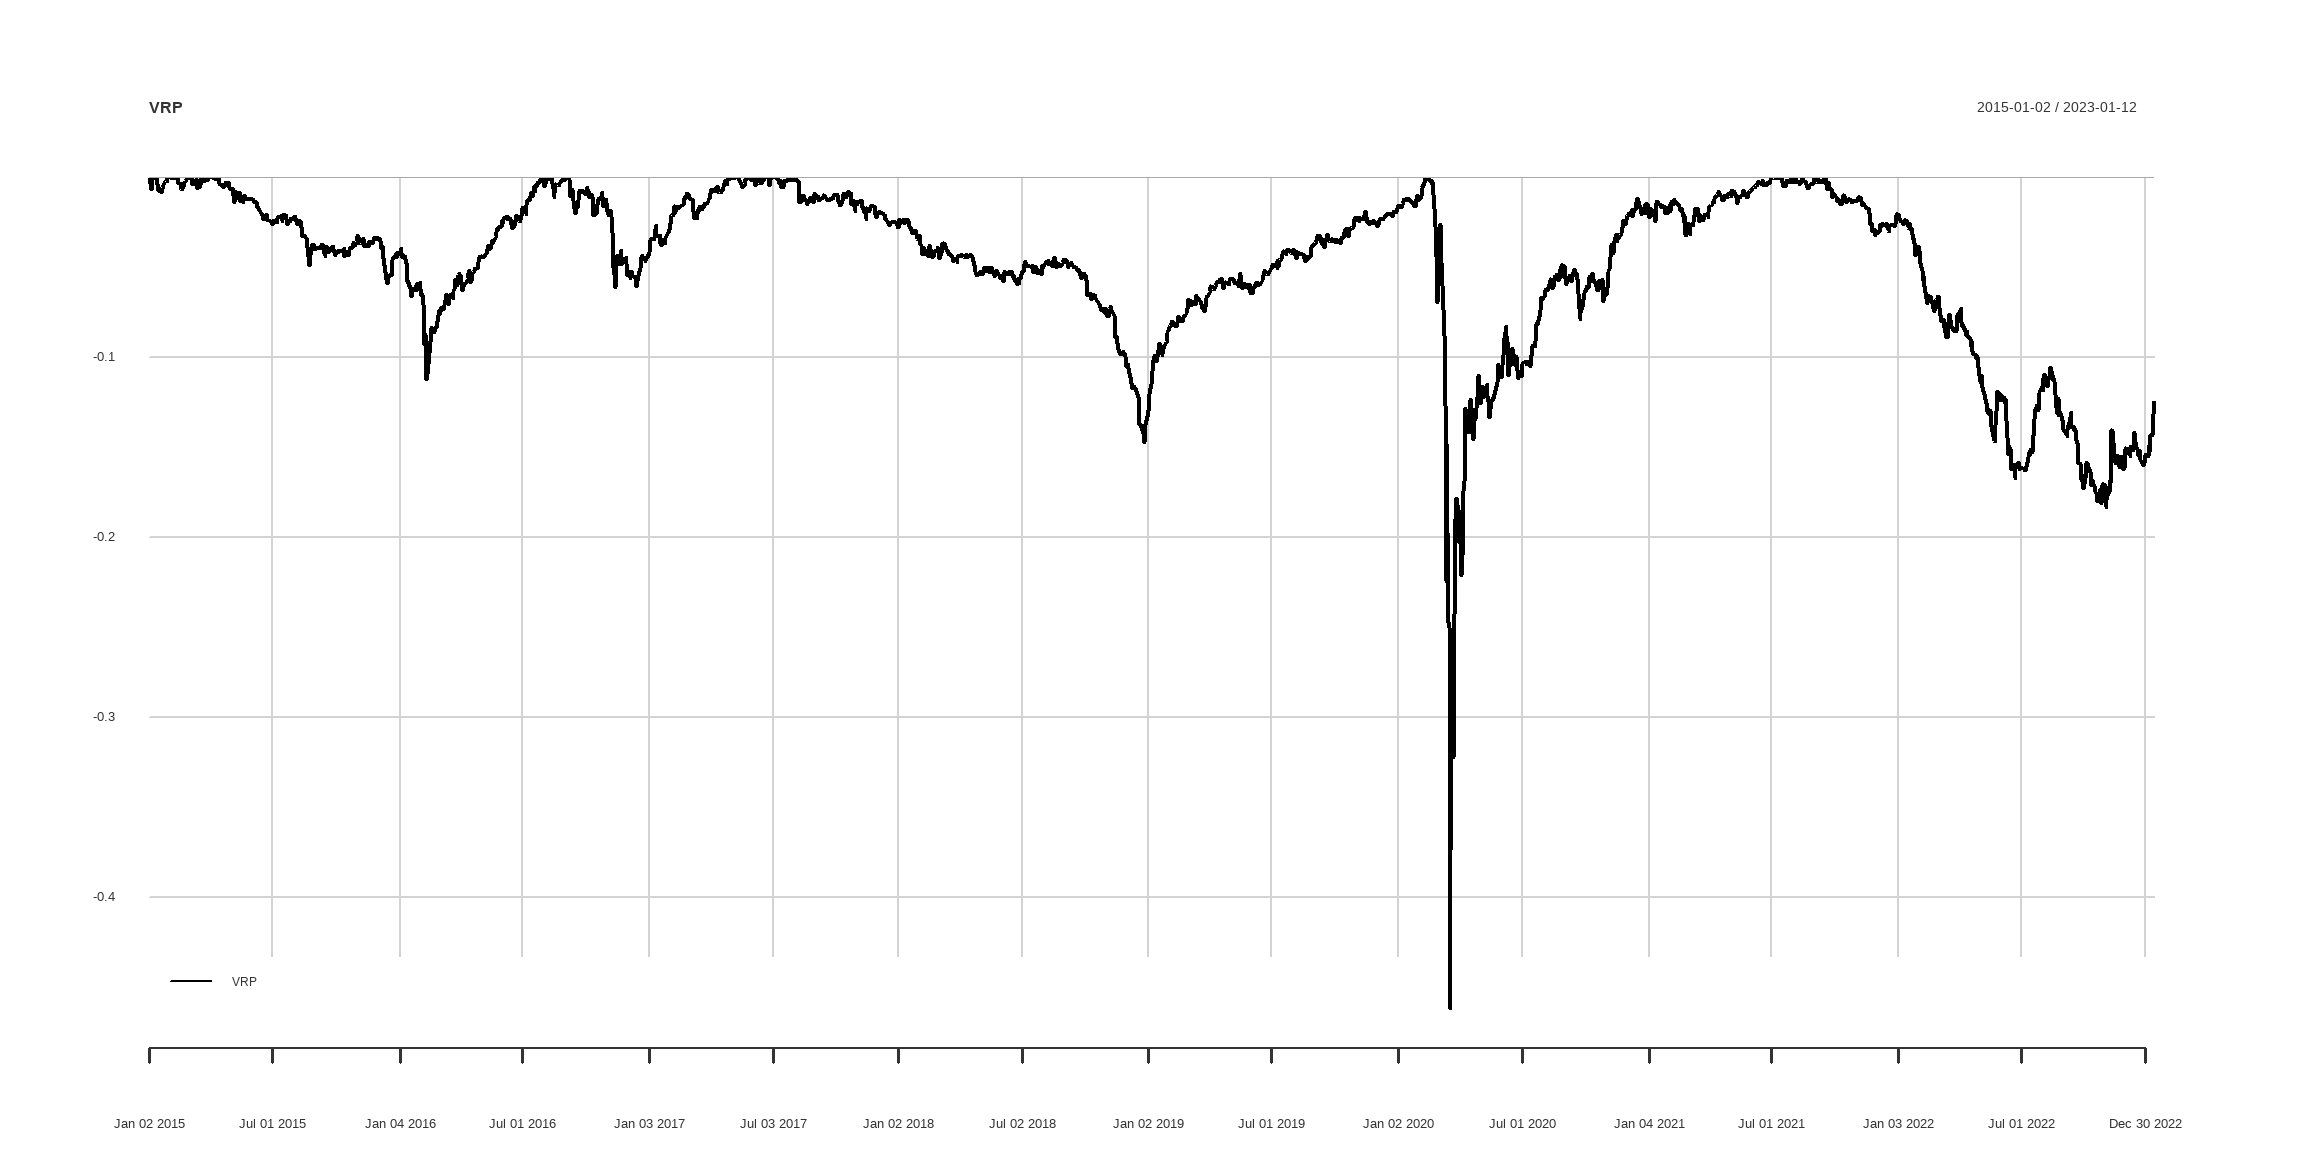 VRP
2015-01-02 / 2023-01-12
-0.1
-0.2
-0.3
-0.4
VRP
Jan 02 2015
Jul 01 2015
Jan 04 2016
Jul 01 2016
Jan 03 2017
Jul 03 2017
Jan 02 2018
Jul 02 2018
Jan 02 2019
Jul 01 2019
Jan 02 2020
Jul 01 2020
Jan 04 2021
Jul 01 2021
Jan 03 2022
Jul 01 2022
Dec 30 2022